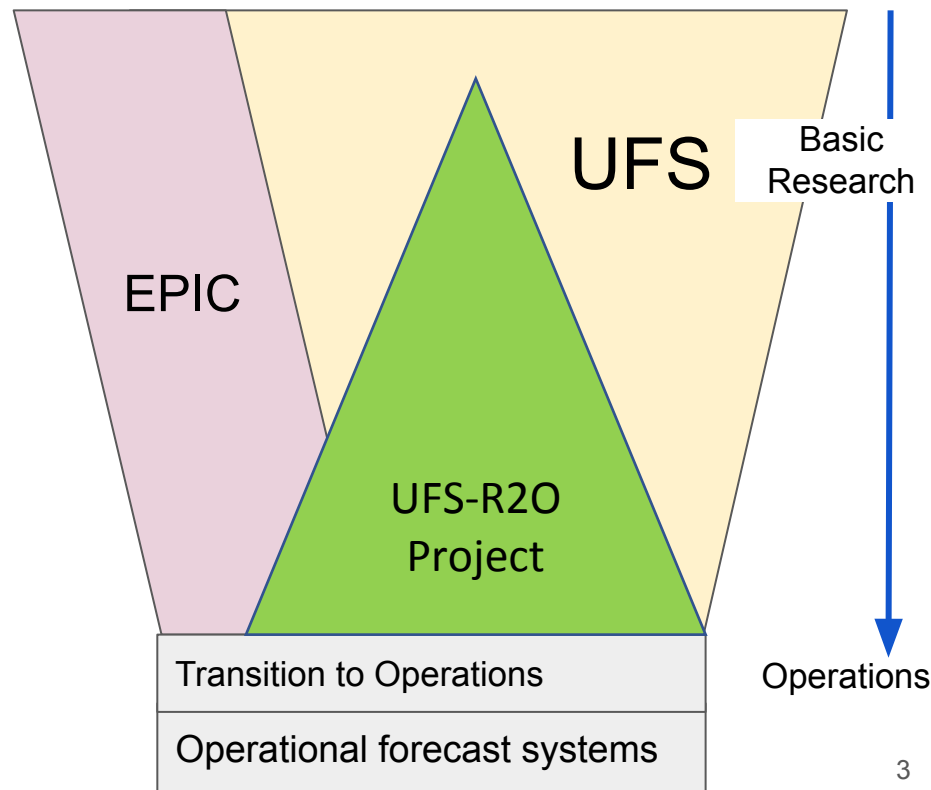 UFS
Basic
Research
EPIC
UFS-R2O
Project
Transition to Operations
Operations
Operational forecast systems
3